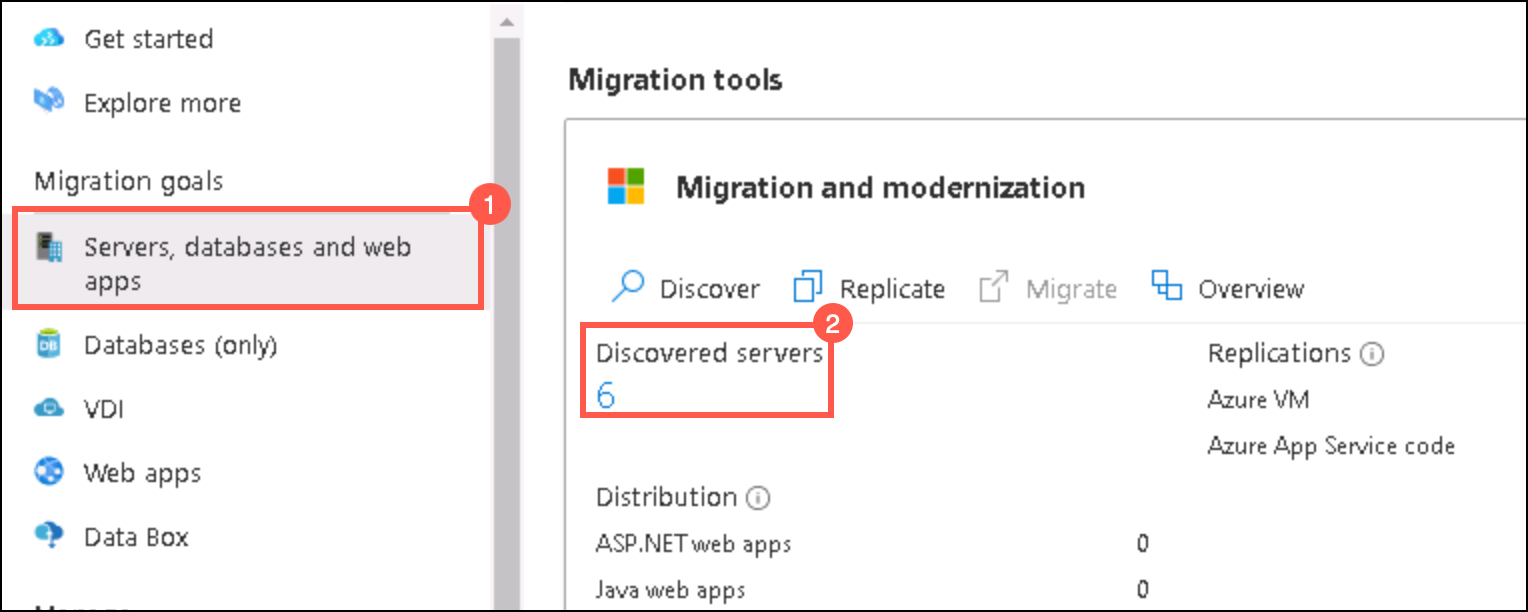 Get started
Explore more
Migration goals
1
Servers, databases and web
apps
Databases (only)
VDI
Web apps
Data Box
Migration tools
Migration and modernization
Discover Replicate Migrate Overview
2
Discovered servers
6
Replications
Azure VM
Azure App Service code
Distribution
ASP.NET web apps 0
Java web apps 0